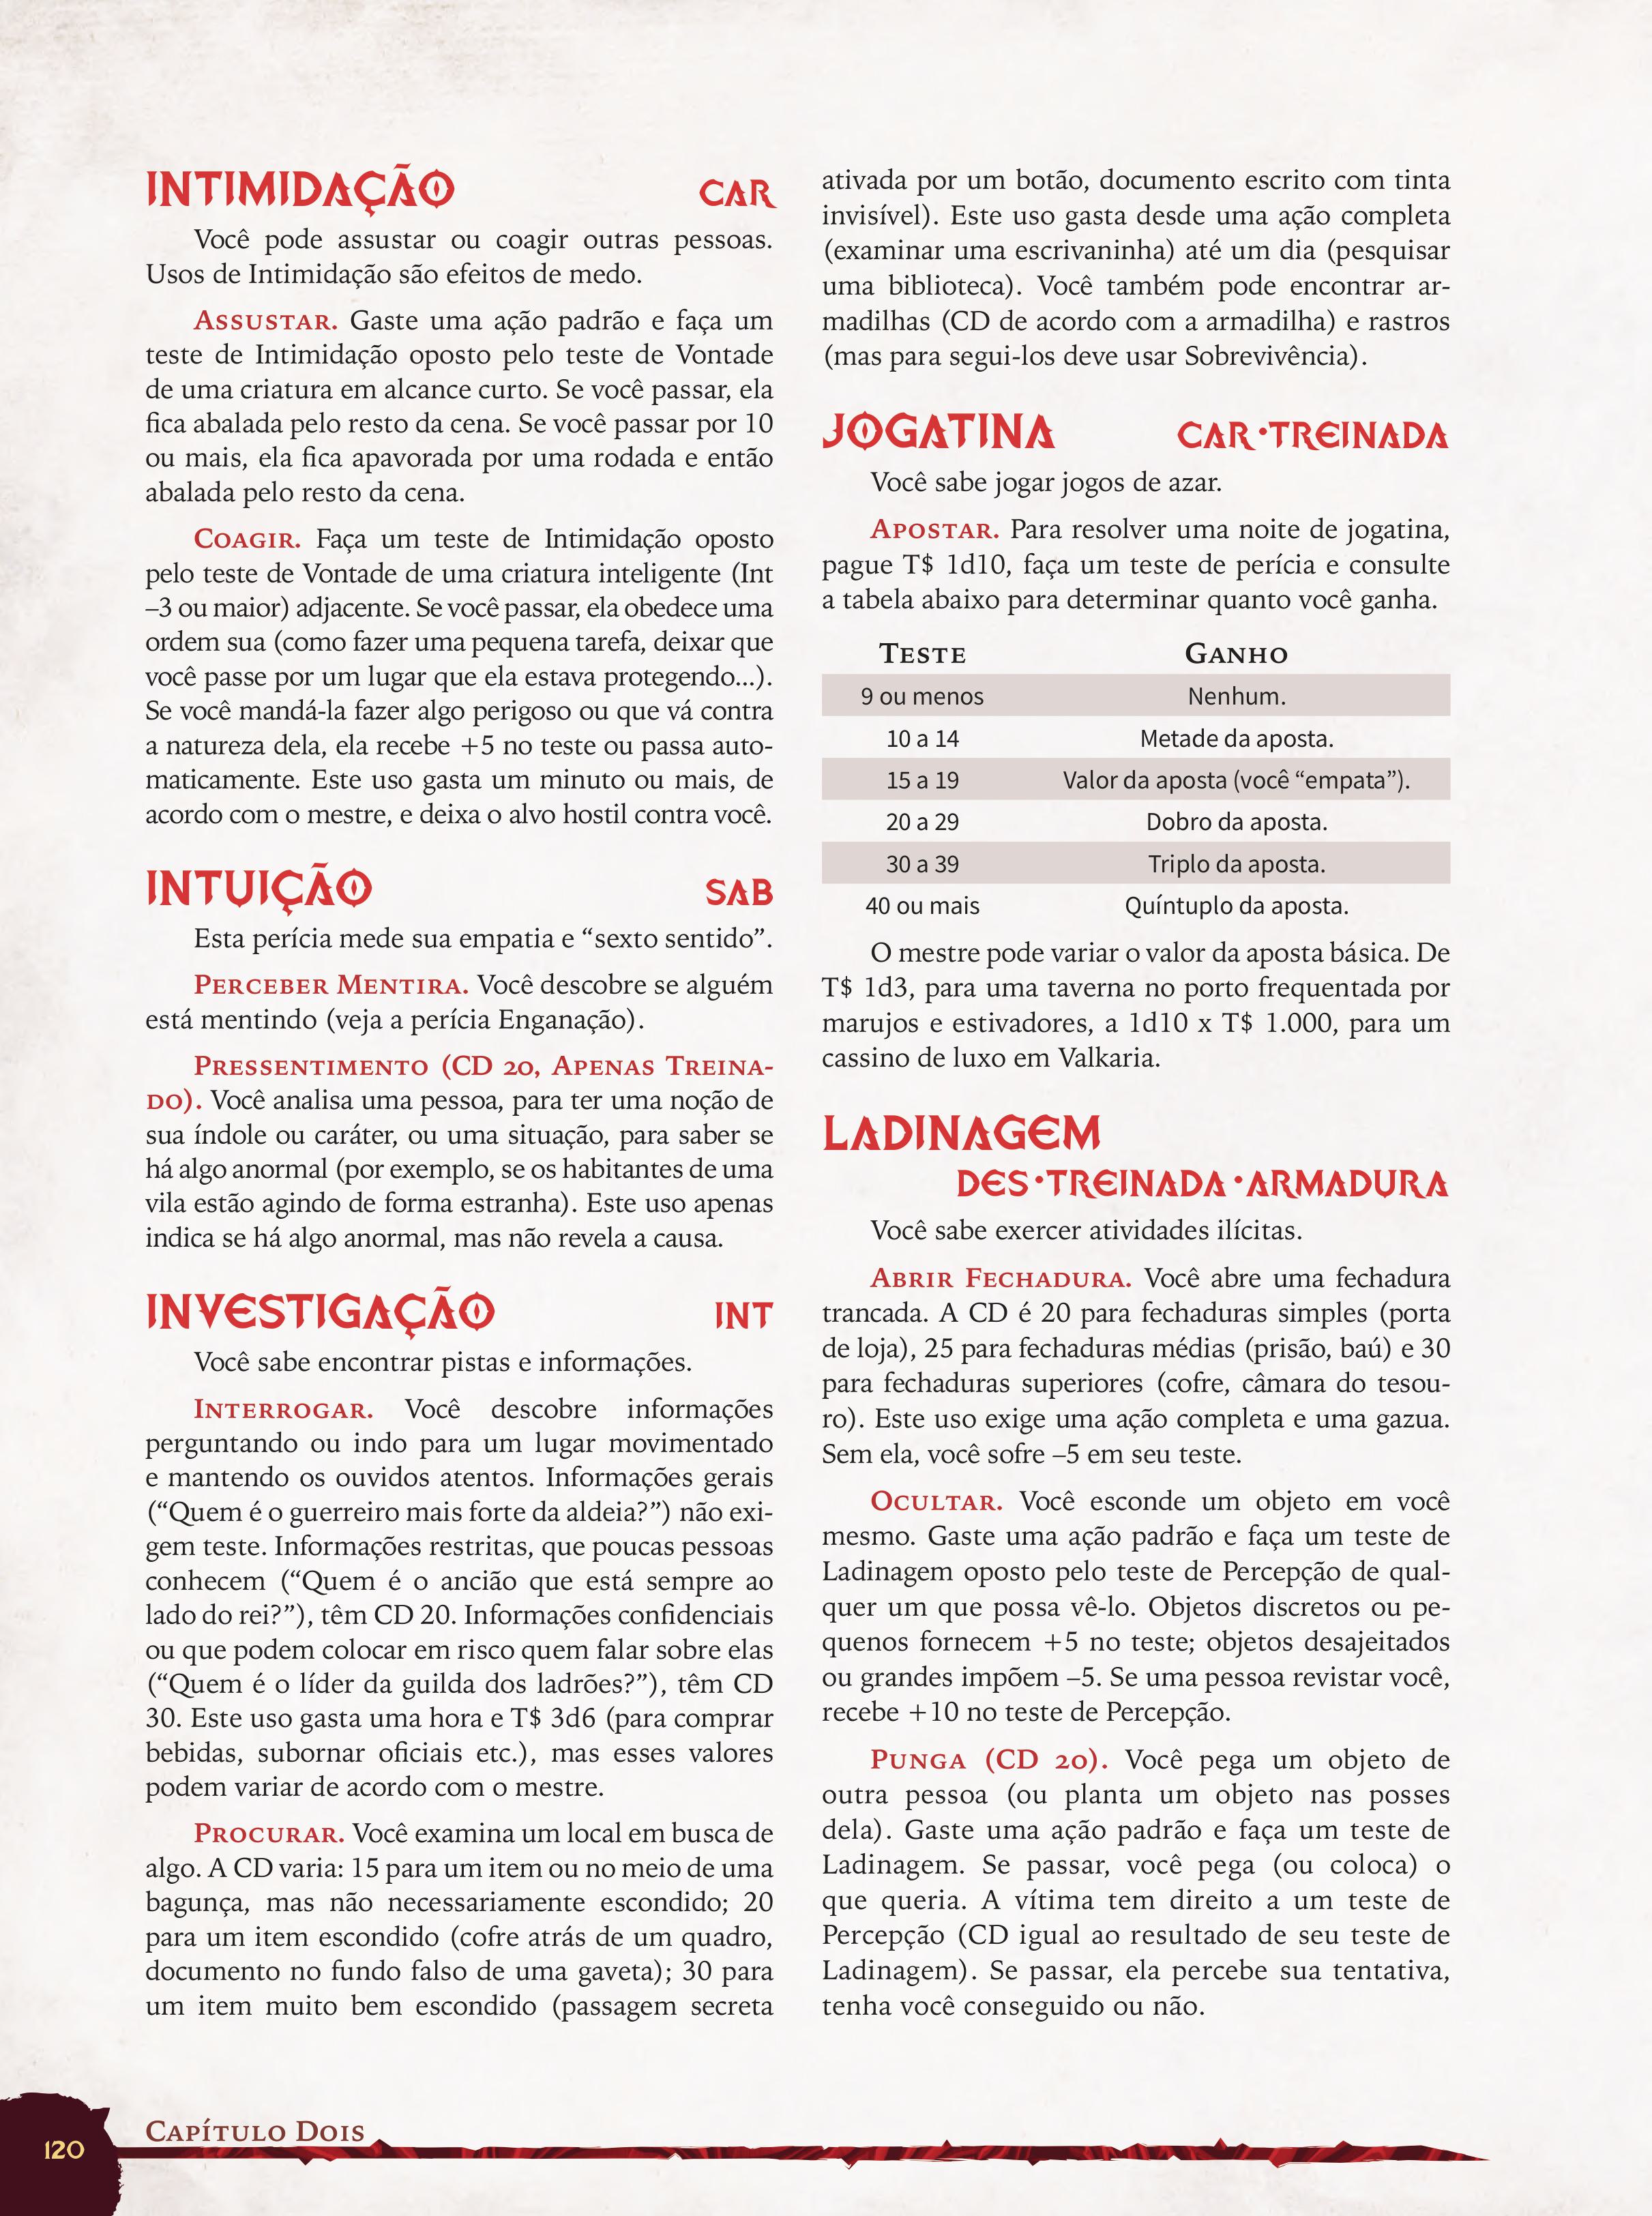 INTIMIDAÇÃO CAR
Você pode assustar ou coagir outras pessoas.
Usos de Intimidação são efeitos de medo.
Assustar. Gaste uma ação padrão e faça um
teste de Intimidação oposto pelo teste de Vontade
de uma criatura em alcance curto. Se você passar, ela
fica abalada pelo resto da cena. Se você passar por 10
ou mais, ela fica apavorada por uma rodada e então
abalada pelo resto da cena.
Coagir. Faça um teste de Intimidação oposto
pelo teste de Vontade de uma criatura inteligente (Int
–3 ou maior) adjacente. Se você passar, ela obedece uma
ordem sua (como fazer uma pequena tarefa, deixar que
você passe por um lugar que ela estava protegendo...).
Se você mandá-la fazer algo perigoso ou que vá contra
a natureza dela, ela recebe +5 no teste ou passa auto-
maticamente. Este uso gasta um minuto ou mais, de
acordo com o mestre, e deixa o alvo hostil contra você.
INTUIÇÃO SAB
Esta perícia mede sua empatia e “sexto sentido”.
Perceber Mentira. Você descobre se alguém
está mentindo (veja a perícia Enganação).
Pressentimento (CD 20, Apenas Treina-
do). Você analisa uma pessoa, para ter uma noção de
sua índole ou caráter, ou uma situação, para saber se
há algo anormal (por exemplo, se os habitantes de uma
vila estão agindo de forma estranha). Este uso apenas
indica se há algo anormal, mas não revela a causa.
INVESTIGAÇÃO INT
Você sabe encontrar pistas e informações.
Interrogar. Você descobre informações
perguntando ou indo para um lugar movimentado
e mantendo os ouvidos atentos. Informações gerais
(“Quem é o guerreiro mais forte da aldeia?”) não exi-
gem teste. Informações restritas, que poucas pessoas
conhecem (“Quem é o ancião que está sempre ao
lado do rei?”), têm CD 20. Informações confidenciais
ou que podem colocar em risco quem falar sobre elas
(“Quem é o líder da guilda dos ladrões?”), têm CD
30. Este uso gasta uma hora e T$ 3d6 (para comprar
bebidas, subornar oficiais etc.), mas esses valores
podem variar de acordo com o mestre.
Procurar. Você examina um local em busca de
algo. A CD varia: 15 para um item ou no meio de uma
bagunça, mas não necessariamente escondido; 20
para um item escondido (cofre atrás de um quadro,
documento no fundo falso de uma gaveta); 30 para
um item muito bem escondido (passagem secreta
ativada por um botão, documento escrito com tinta
invisível). Este uso gasta desde uma ação completa
(examinar uma escrivaninha) até um dia (pesquisar
uma biblioteca). Você também pode encontrar ar-
madilhas (CD de acordo com a armadilha) e rastros
(mas para segui-los deve usar Sobrevivência).
JOGATINA CAR • TREINADA
Você sabe jogar jogos de azar.
Apostar. Para resolver uma noite de jogatina,
pague T$ 1d10, faça um teste de perícia e consulte
a tabela abaixo para determinar quanto você ganha.
Teste Ganho
9 ou menos Nenhum.
10 a 14 Metade da aposta.
15 a 19 Valor da aposta (você “empata”).
20 a 29 Dobro da aposta.
30 a 39 Triplo da aposta.
40 ou mais Quíntuplo da aposta.
O mestre pode variar o valor da aposta básica. De
T$ 1d3, para uma taverna no porto frequentada por
marujos e estivadores, a 1d10 x T$ 1.000, para um
cassino de luxo em Valkaria.
LADINAGEM
DES • TREINADA • ARMADURA
Você sabe exercer atividades ilícitas.
Abrir Fechadura. Você abre uma fechadura
trancada. A CD é 20 para fechaduras simples (porta
de loja), 25 para fechaduras médias (prisão, baú) e 30
para fechaduras superiores (cofre, câmara do tesou-
ro). Este uso exige uma ação completa e uma gazua.
Sem ela, você sofre –5 em seu teste.
Ocultar. Você esconde um objeto em você
mesmo. Gaste uma ação padrão e faça um teste de
Ladinagem oposto pelo teste de Percepção de qual-
quer um que possa vê-lo. Objetos discretos ou pe-
quenos fornecem +5 no teste; objetos desajeitados
ou grandes impõem –5. Se uma pessoa revistar você,
recebe +10 no teste de Percepção.
Punga (CD 20). Você pega um objeto de
outra pessoa (ou planta um objeto nas posses
dela). Gaste uma ação padrão e faça um teste de
Ladinagem. Se passar, você pega (ou coloca) o
que queria. A vítima tem direito a um teste de
Percepção (CD igual ao resultado de seu teste de
Ladinagem). Se passar, ela percebe sua tentativa,
tenha você conseguido ou não.
Capítulo Dois
120